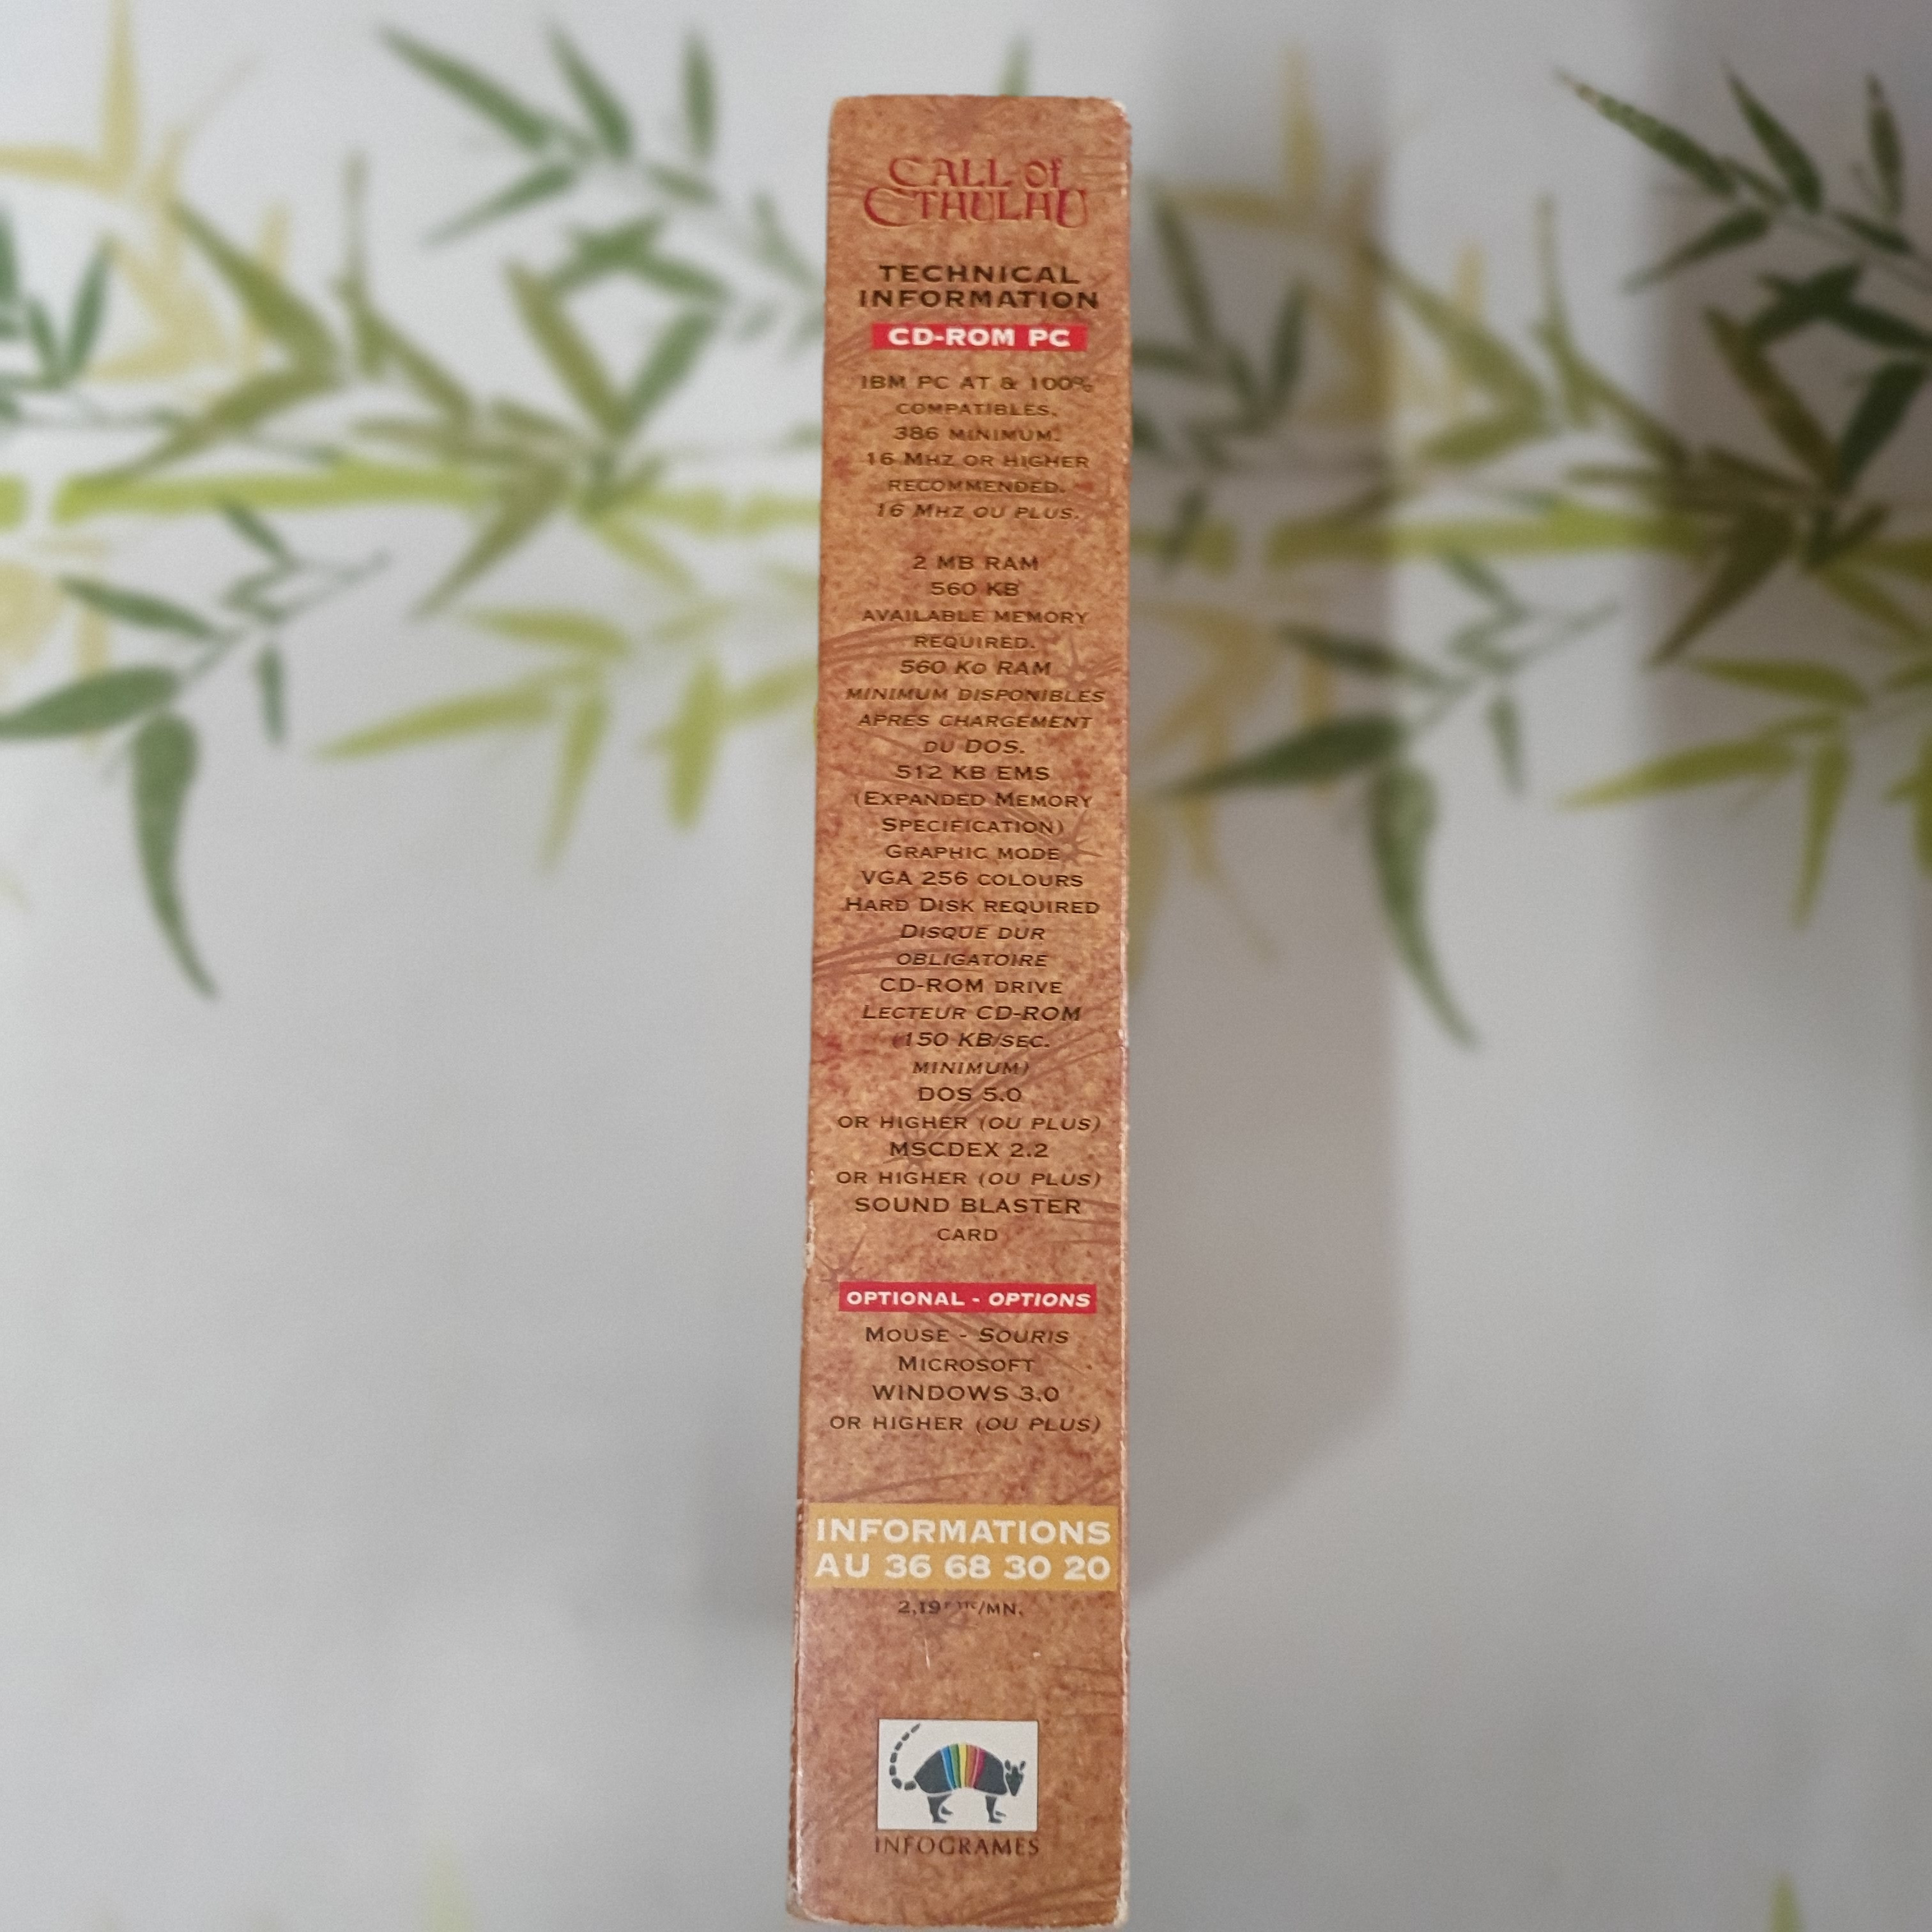 CALL of
CTHULHU
TECHNICAL
INFORMATION
CD-ROM PC
IBM PC AT & 100%
COMPATIBLES.
386 MINIMUM.
16 MHZ OR HIGHER
RECOMMENDED.
16 MHZ OU PLUS.
2 MB RAM
560 KB
AVAILABLE MEMORY
REQUIRED.
560 KO RAM
MINIMUM DISPONIBLES
APRES CHARGEMENT
DU DOS.
512 KB EMS
(EXPANDED MEMORY
SPECIFICATION)
GRAPHIC MODE
VGA 256 COLOURS
HARD DISK REQUIRED
DISQUE DUR
OBLIGATOIRE
CD-ROM DRIVE
LECTEUR CD-ROM
(150 KB/SEC.
MINIMUM)
DOS 5.0
OR HIGHER (OU PLUS)
MSCDEX 2.2
OR HIGHER (OU PLUS)
SOUND BLASTER
CARD
OPTIONAL - OPTIONS
MOUSE - SOURIS
MICROSOFT
WINDOWS 3.0
OR HIGHER (OU PLUS)
INFORMATIONS
AU 36 68 30 20
2,19 F TTC/MN.
INFOGRAMES